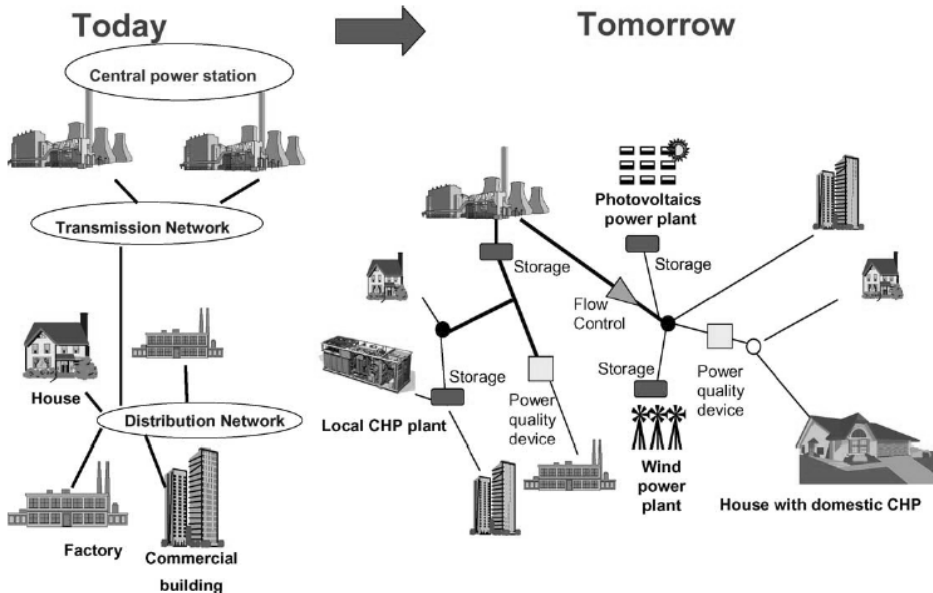 Today
Tomorrow
Central power station
Transmission Network
House
Distribution Network
Factory
Commercial
building
Storage
Photovoltaics
power plant
Storage
Flow
Control
Storage
Local CHP plant
Power
quality
device
Storage
Power
quality
device
Wind
power
plant
House with domestic CHP